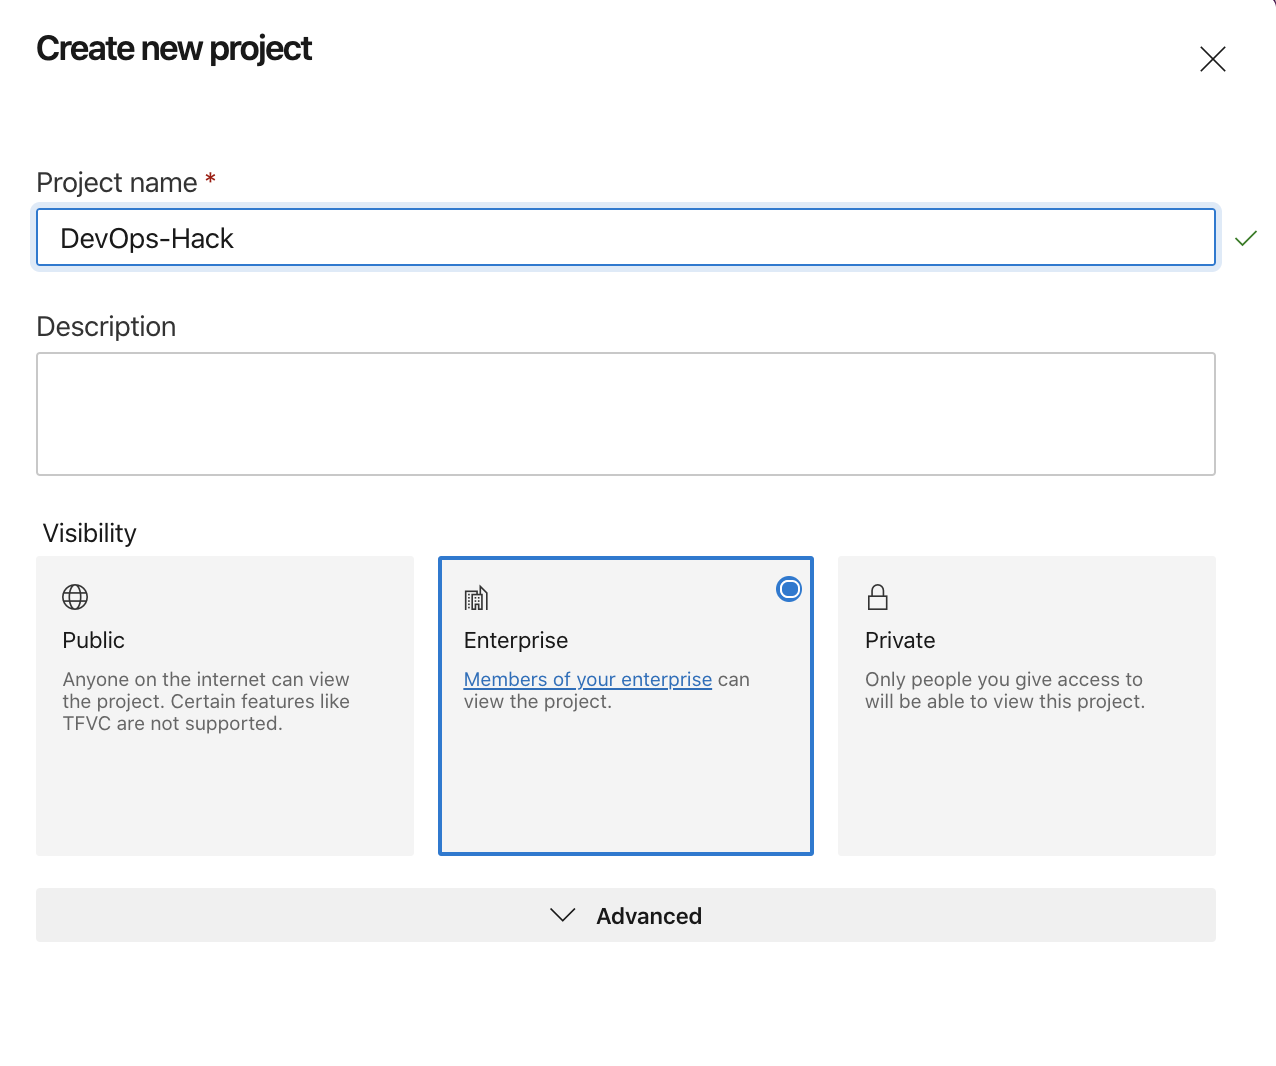 Create new project
Project name *
DevOps-Hack
Description
Visibility
Public
Anyone on the internet can view
the project. Certain features like
TFVC are not supported.
Enterprise
Members of your enterprise can
view the project.
Private
Only people you give access to
will be able to view this project.
Advanced